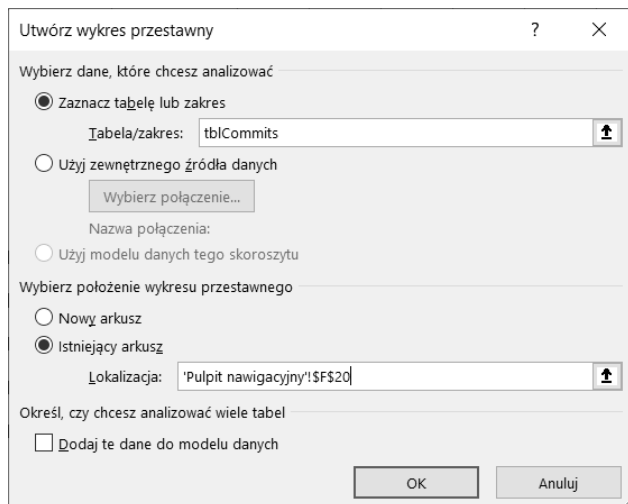 Utwórz wykres przestawny ? ×
Wybierz dane, które chcesz analizować
Zaznacz tabelę lub zakres
Tabela/zakres: tblCommits
Użyj zewnętrznego źródła danych
Wybierz połączenie...
Nazwa połączenia:
Użyj modelu danych tego skoroszytu
Wybierz położenie wykresu przestawnego
Nowy arkusz
Istniejący arkusz
Lokalizacja: 'Pulpit nawigacyjny'!$F$20
Określ, czy chcesz analizować wiele tabel
Dodaj te dane do modelu danych
OK Anuluj